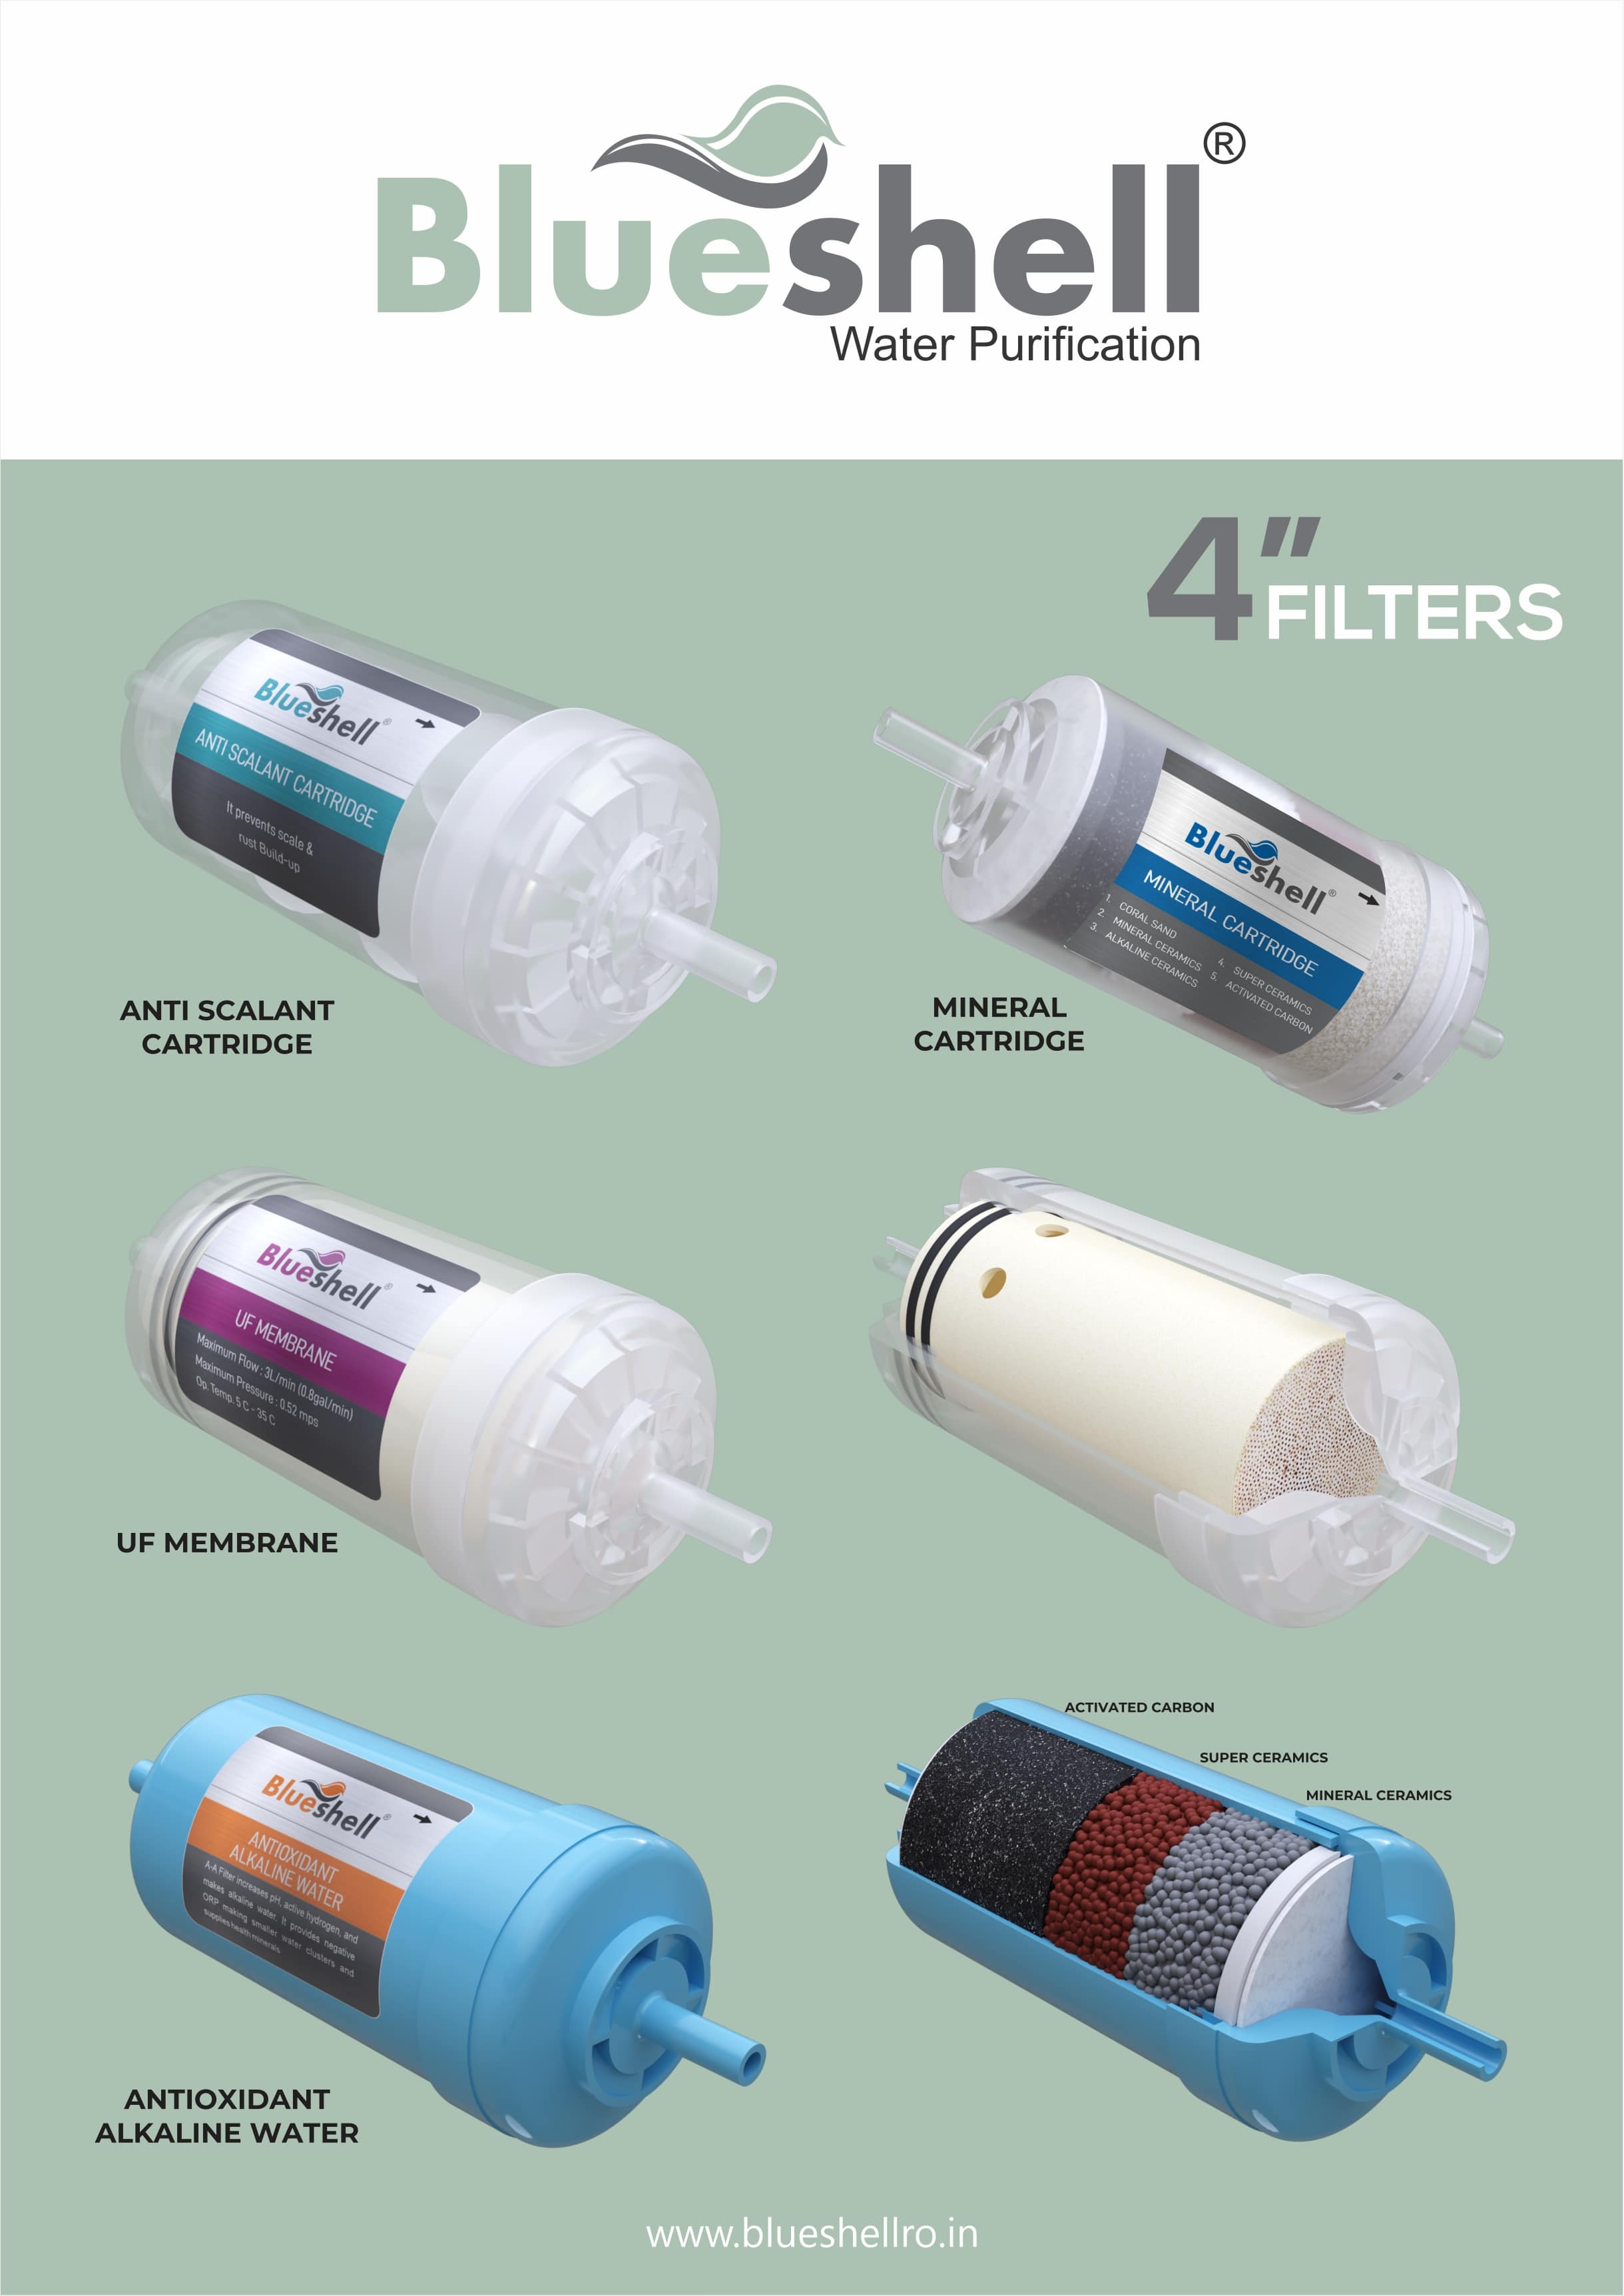 Blueshell®
Water Purification
4” FILTERS
Blueshell®
ANTI SCALANT CARTRIDGE
It prevents scale &
rust Build-up
ANTI SCALANT
CARTRIDGE
Blueshell®
MINERAL CARTRIDGE
1. CORAL SAND
2. MINERAL CERAMICS
3. ALKALINE CERAMICS
4. SUPER CERAMICS
5. ACTIVATED CARBON
MINERAL
CARTRIDGE
Blueshell®
UF MEMBRANE
Maximum Flow : 3L/min (0.8gal/min)
Maximum Pressure : 0.52 mps
Op. Temp. 5 C - 35 C
UF MEMBRANE
Blueshell®
ANTIOXIDANT
ALKALINE WATER
A-A Filter increases pH, active hydrogen, and
makes alkaline water. It provides negative
ORP making smaller water clusters and
supplies health minerals
ANTIOXIDANT
ALKALINE WATER
ACTIVATED CARBON
SUPER CERAMICS
MINERAL CERAMICS
www.blueshellro.in